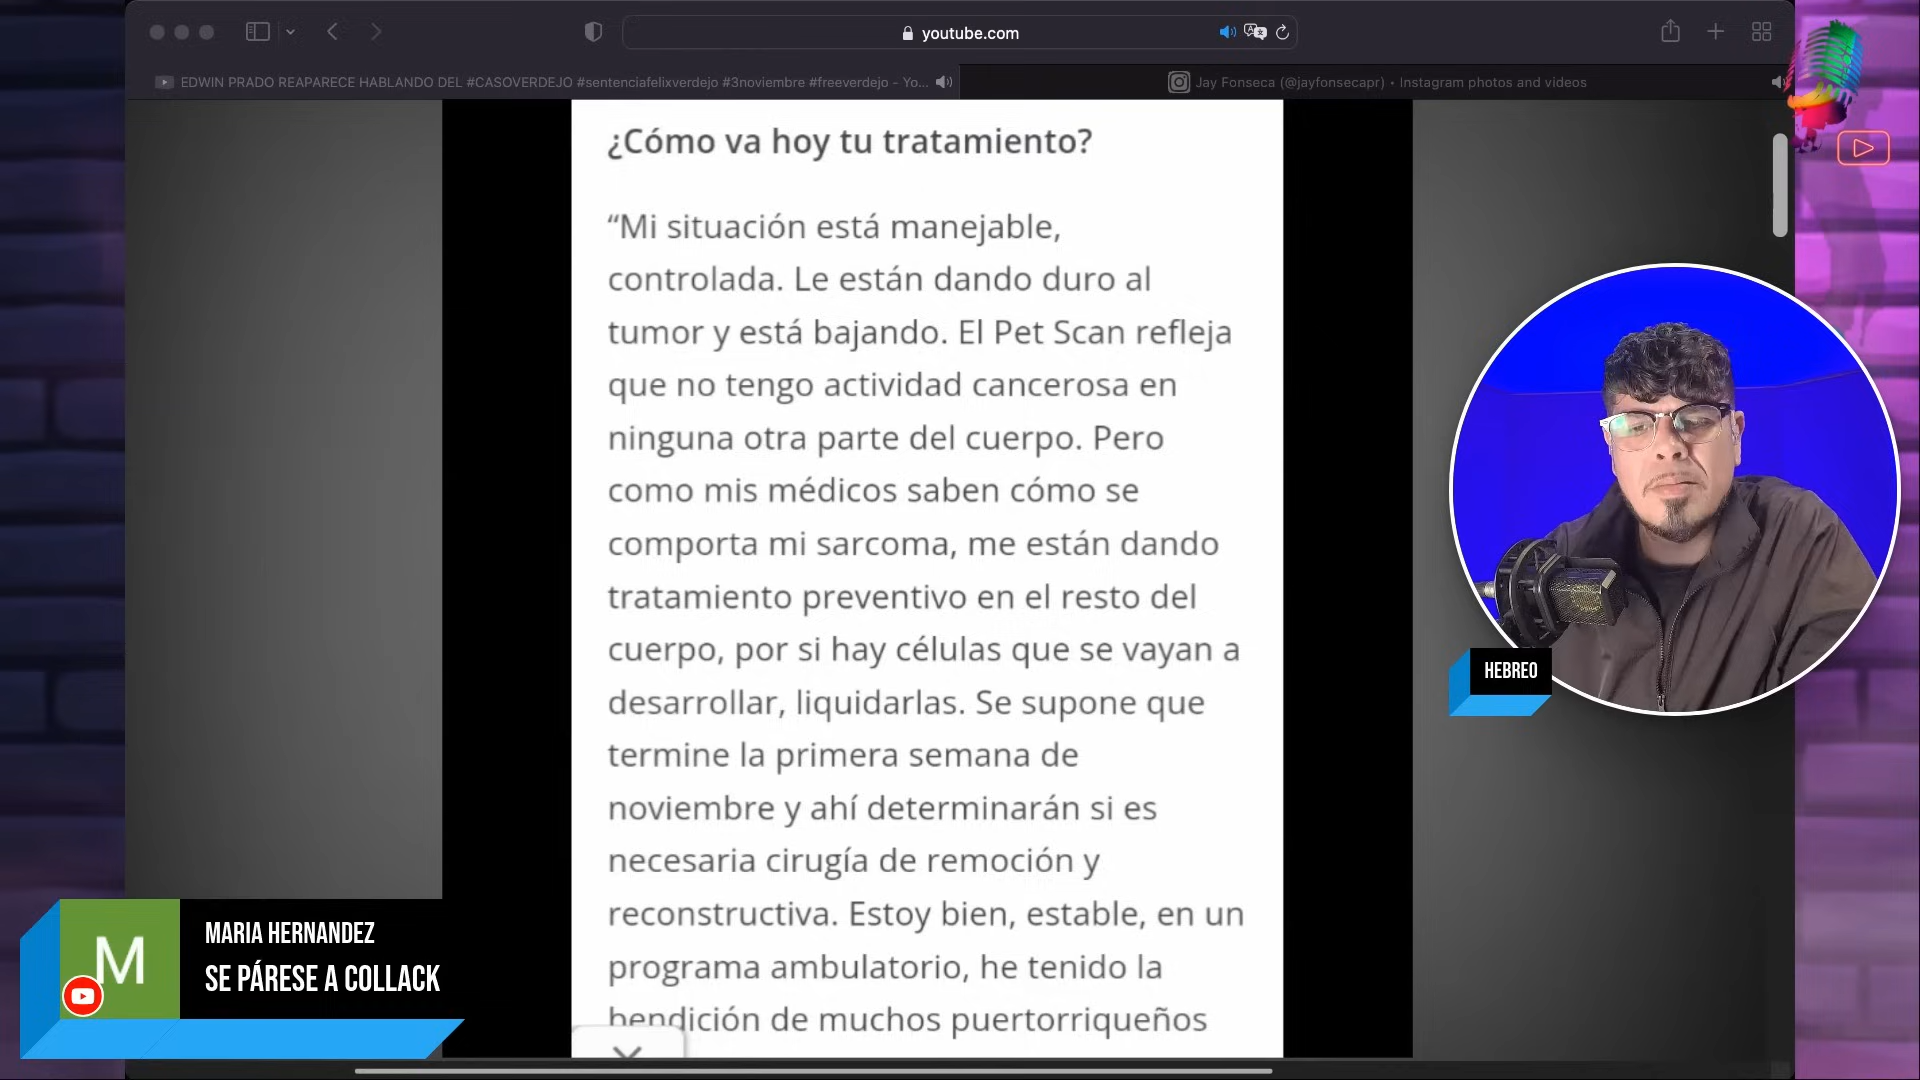 youtube.com
EDWIN PRADO REAPARECE HABLANDO DEL #CASOVERDEJO #sentenciafelixverdejo #3noviembre #freeverdejo - Yo...
Jay Fonseca (@jayfonsecapr) • Instagram photos and videos
¿Cómo va hoy tu tratamiento?
“Mi situación está manejable,
controlada. Le están dando duro al
tumor y está bajando. El Pet Scan refleja
que no tengo actividad cancerosa en
ninguna otra parte del cuerpo. Pero
como mis médicos saben cómo se
comporta mi sarcoma, me están dando
tratamiento preventivo en el resto del
cuerpo, por si hay células que se vayan a
desarrollar, liquidarlas. Se supone que
termine la primera semana de
noviembre y ahí determinarán si es
necesaria cirugía de remoción y
reconstructiva. Estoy bien, estable, en un
programa ambulatorio, he tenido la
bendición de muchos puertorriqueños
HEBREO
M
MARIA HERNANDEZ
SE PÁRESE A COLLACK